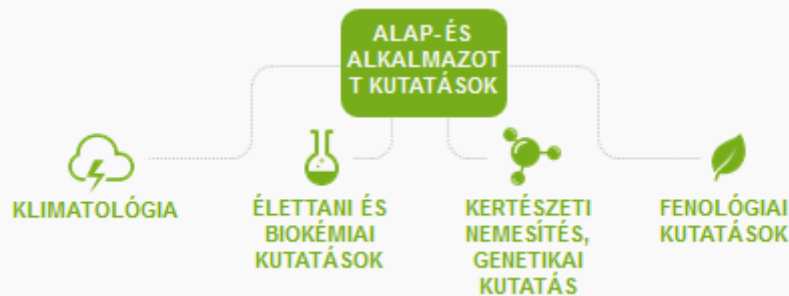 ALAP-ÉS
ALKALMAZOT
T KUTATÁSOK
KLIMATOLÓGIA
ÉLETTANI ÉS
BIOKÉMIAI
KUTATÁSOK
KERTÉSZETI
NEMESÍTÉS,
GENETIKAI
KUTATÁS
FENOLÓGIAI
KUTATÁSOK